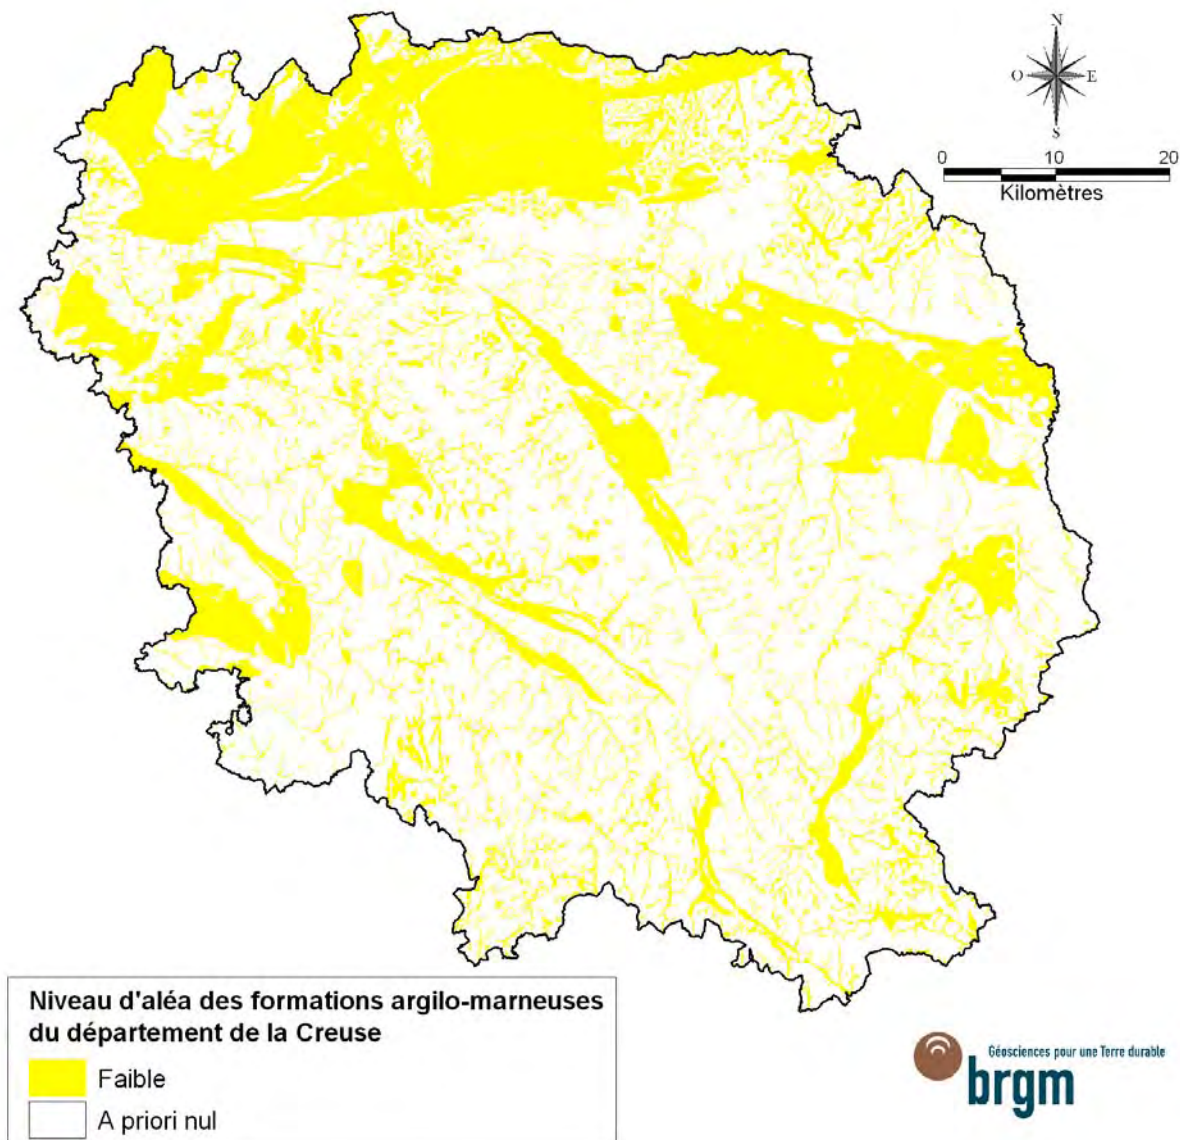 N
O E
S
0 10 20
Kilomètres
Niveau d'aléa des formations argilo-marneuses
du département de la Creuse
Faible
A priori nul
Géosciences pour une Terre durable
brgm